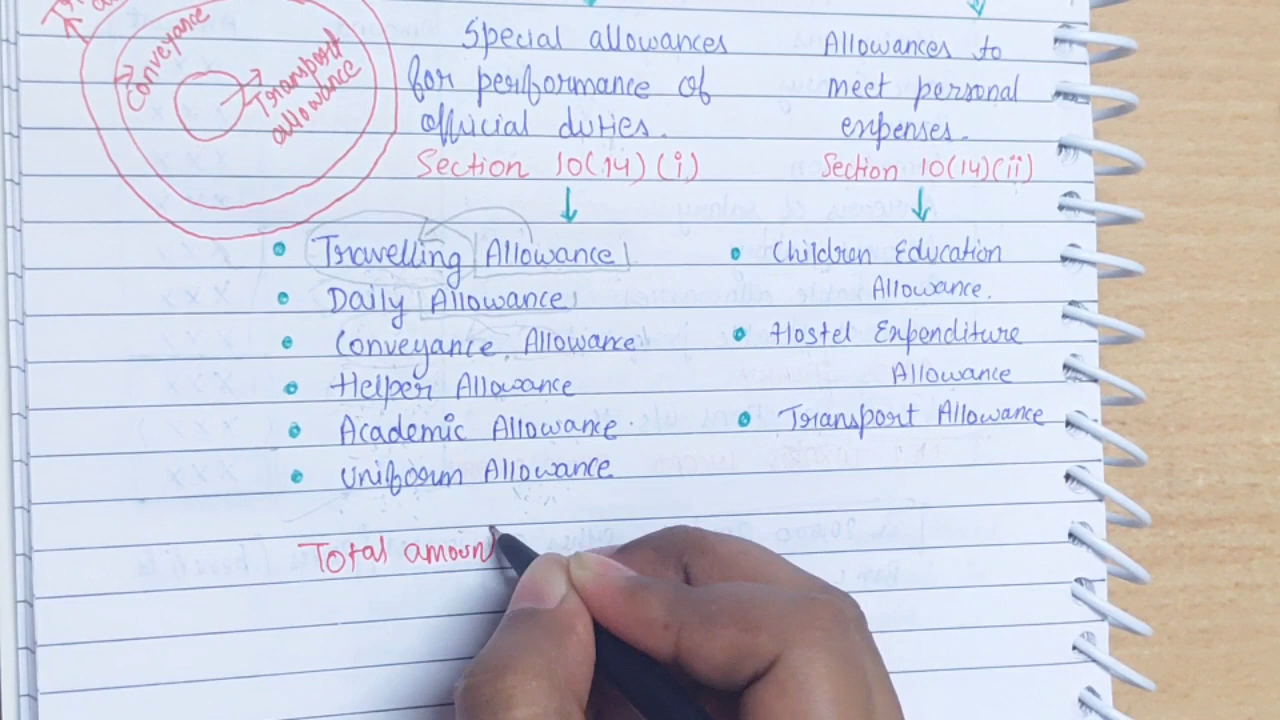 Conveyance
Transport
allowance
Special allowances
for performance of
official duties.
Section 10(14)(i)
Allowances to
meet personal
expenses.
Section 10(14)(ii)
• Travelling Allowance
• Daily Allowance
• Conveyance Allowance
• Helper Allowance
• Academic Allowance.
• Uniform Allowance
• Children Education
Allowance.
• Hostel Expenditure
Allowance
• Transport Allowance
Total amount